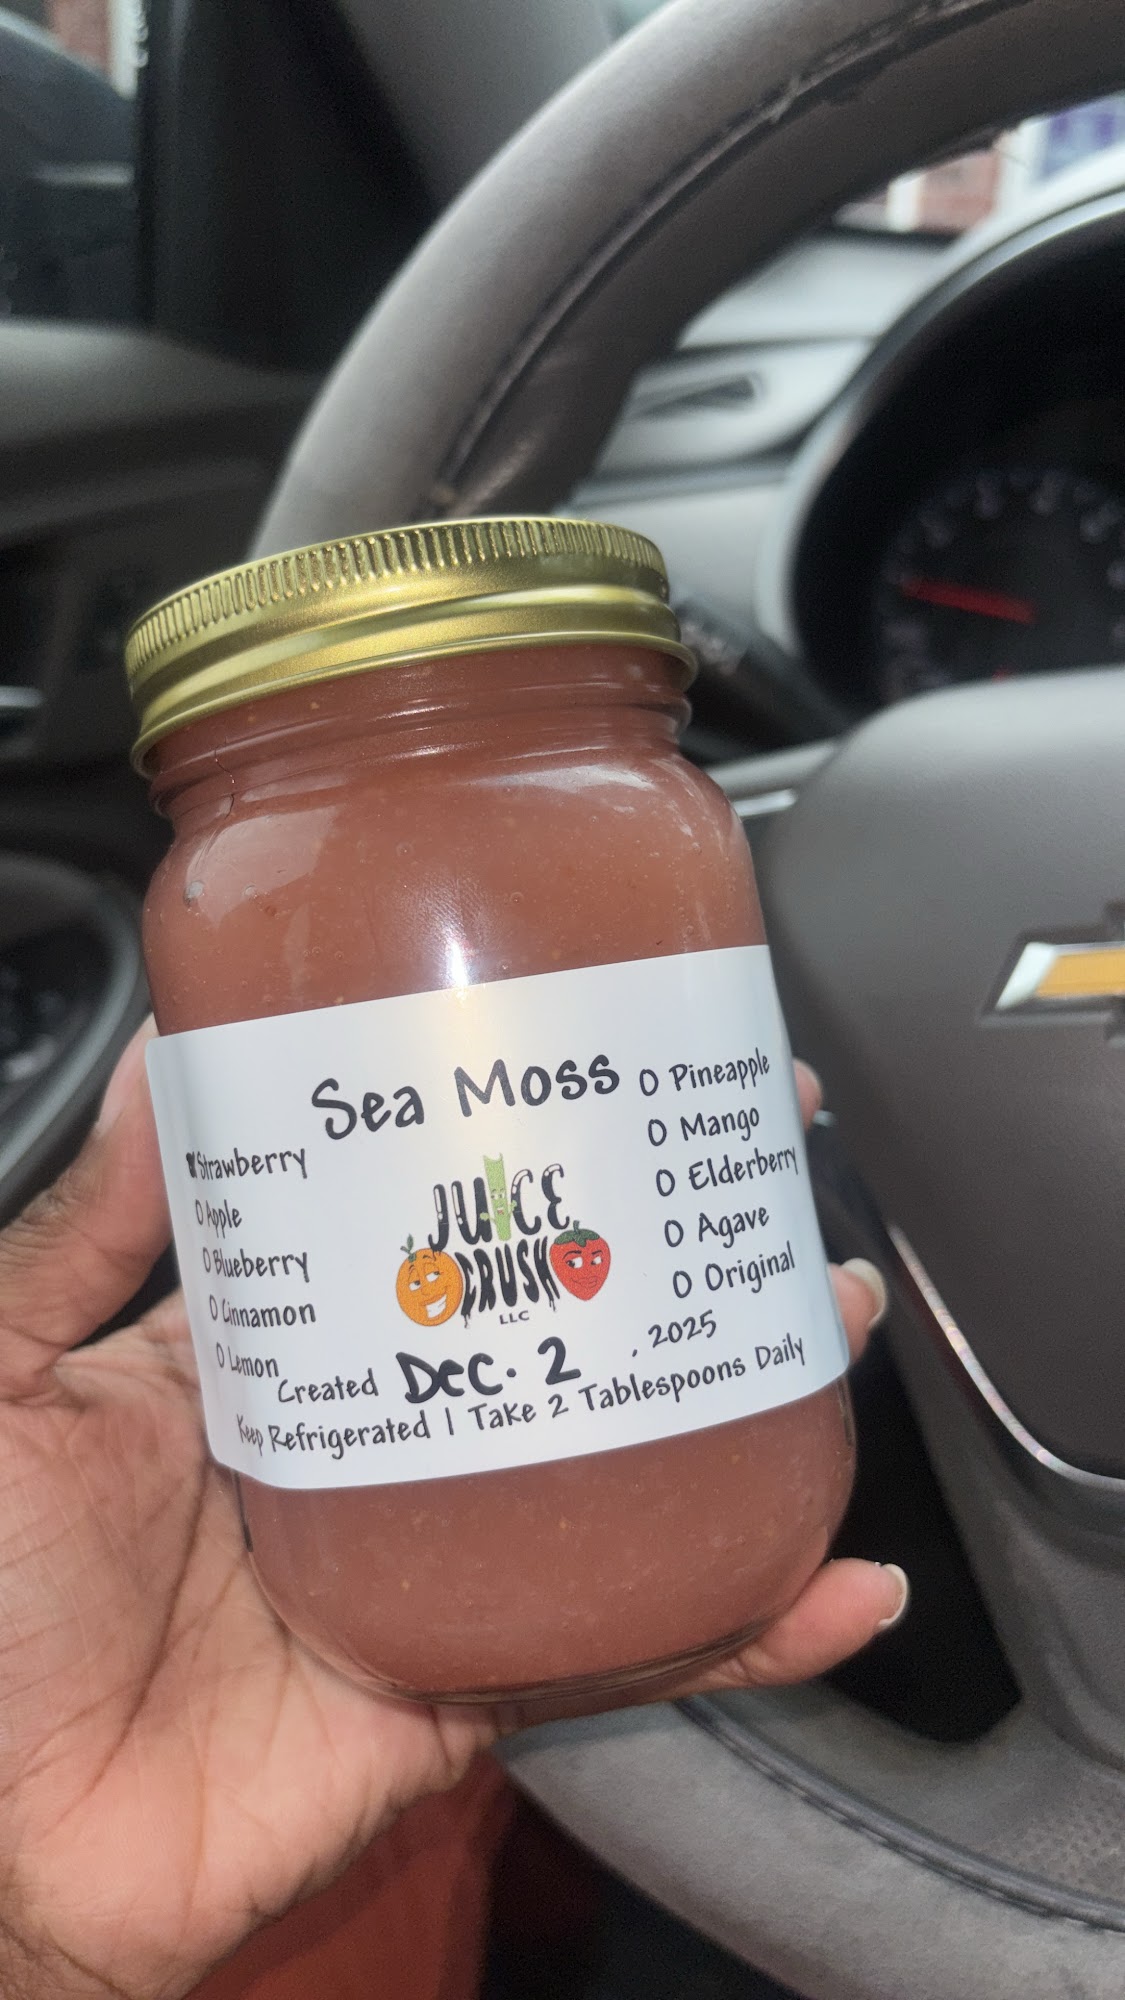 Sea Moss
Strawberry
O Apple
O Blueberry
O Cinnamon
O Lemon
O Pineapple
O Mango
O Elderberry
O Agave
O Original
JUICE
CRUSH
LLC
Created Dec. 2 , 2025
Keep Refrigerated | Take 2 Tablespoons Daily